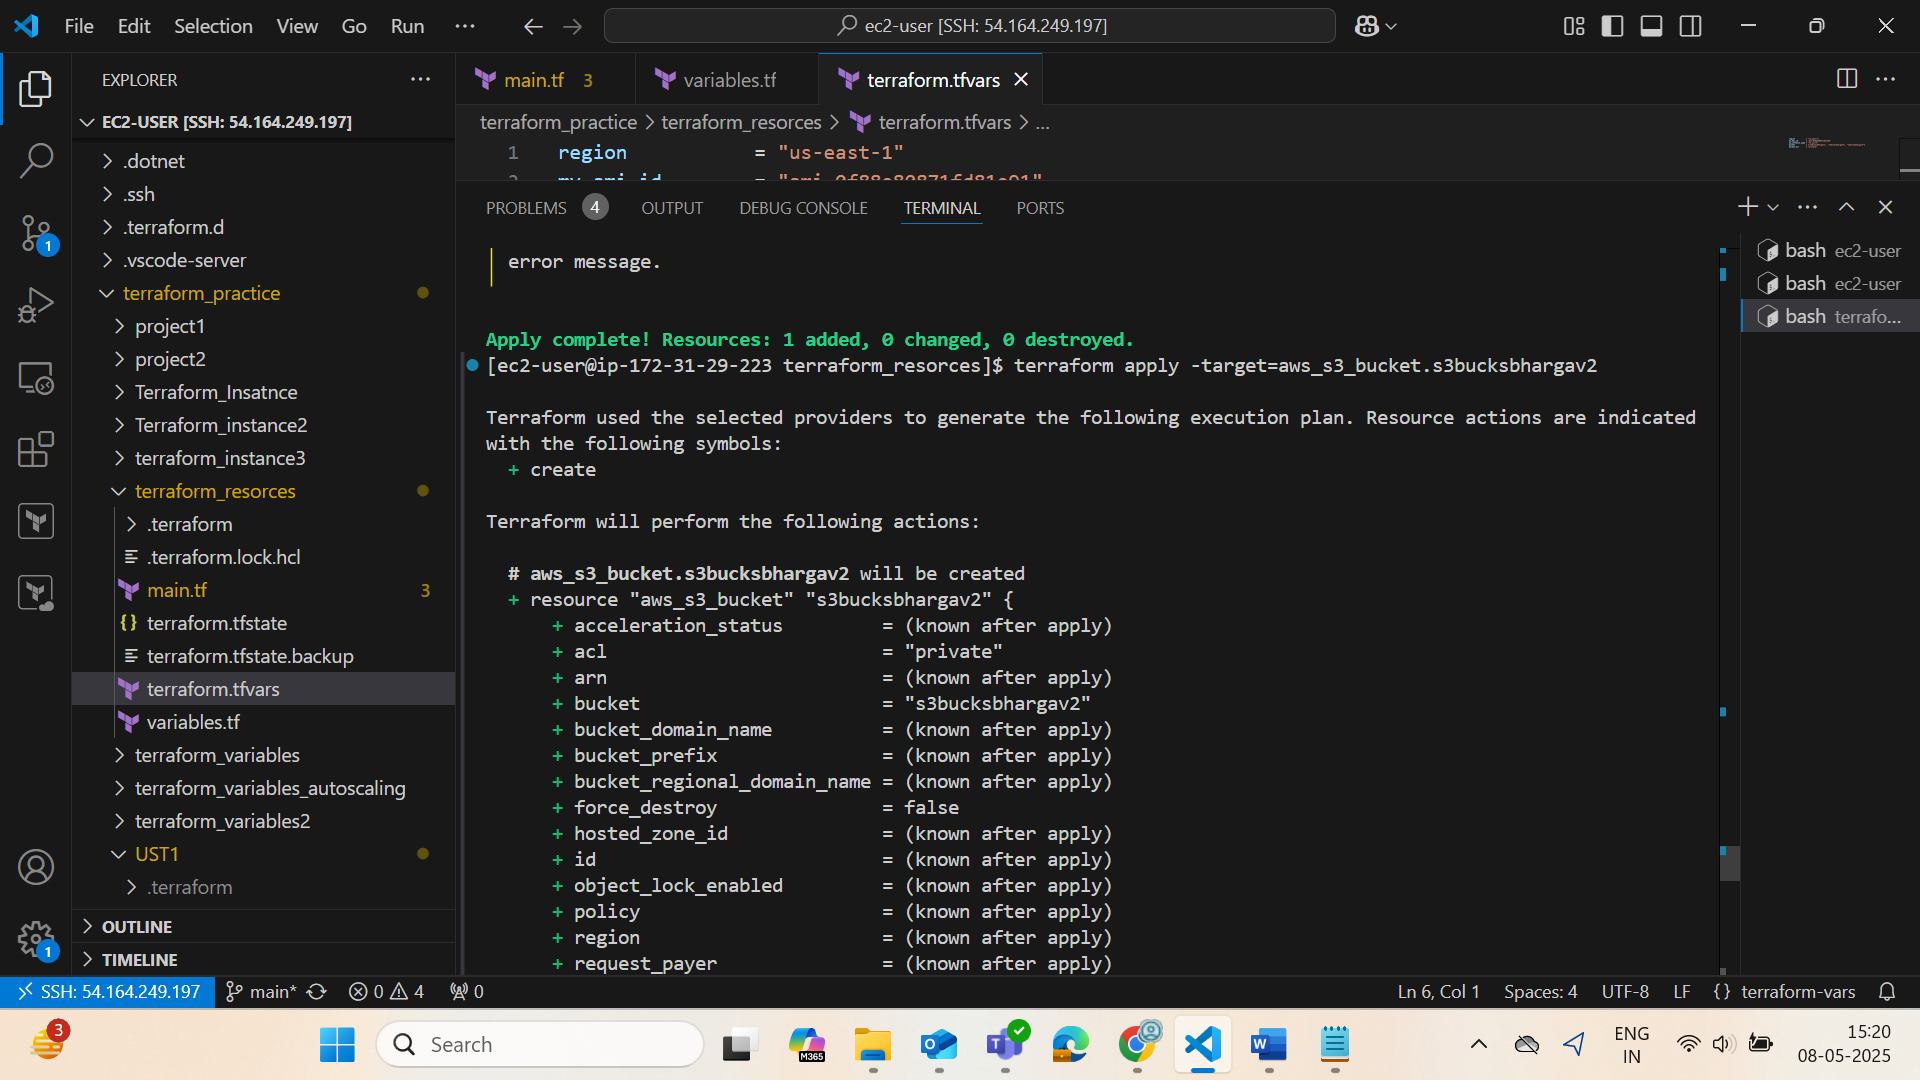 File Edit Selection View Go Run ···
ec2-user [SSH: 54.164.249.197]
EXPLORER
EC2-USER [SSH: 54.164.249.197]
.dotnet
.ssh
.terraform.d
.vscode-server
terraform_practice
project1
project2
Terraform_Insatnce
Terraform_instance2
terraform_instance3
terraform_resorces
.terraform
.terraform.lock.hcl
main.tf 3
terraform.tfstate
terraform.tfstate.backup
terraform.tfvars
variables.tf
terraform_variables
terraform_variables_autoscaling
terraform_variables2
UST1
.terraform
OUTLINE
TIMELINE
1
1
main.tf 3
variables.tf
terraform.tfvars
terraform_practice > terraform_resorces > terraform.tfvars > ...
1 region = "us-east-1"
PROBLEMS 4 OUTPUT DEBUG CONSOLE TERMINAL PORTS
bash ec2-user
bash ec2-user
bash terrafo...
error message.
Apply complete! Resources: 1 added, 0 changed, 0 destroyed.
[ec2-user@ip-172-31-29-223 terraform_resorces]$ terraform apply -target=aws_s3_bucket.s3bucksbhargav2
Terraform used the selected providers to generate the following execution plan. Resource actions are indicated
with the following symbols:
+ create
Terraform will perform the following actions:
# aws_s3_bucket.s3bucksbhargav2 will be created
+ resource "aws_s3_bucket" "s3bucksbhargav2" {
+ acceleration_status = (known after apply)
+ acl = "private"
+ arn = (known after apply)
+ bucket = "s3bucksbhargav2"
+ bucket_domain_name = (known after apply)
+ bucket_prefix = (known after apply)
+ bucket_regional_domain_name = (known after apply)
+ force_destroy = false
+ hosted_zone_id = (known after apply)
+ id = (known after apply)
+ object_lock_enabled = (known after apply)
+ policy = (known after apply)
+ region = (known after apply)
+ request_payer = (known after apply)
SSH: 54.164.249.197 main* 0 4 0
Ln 6, Col 1 Spaces: 4 UTF-8 LF {} terraform-vars
3
Search
M365
ENG
IN
15:20
08-05-2025